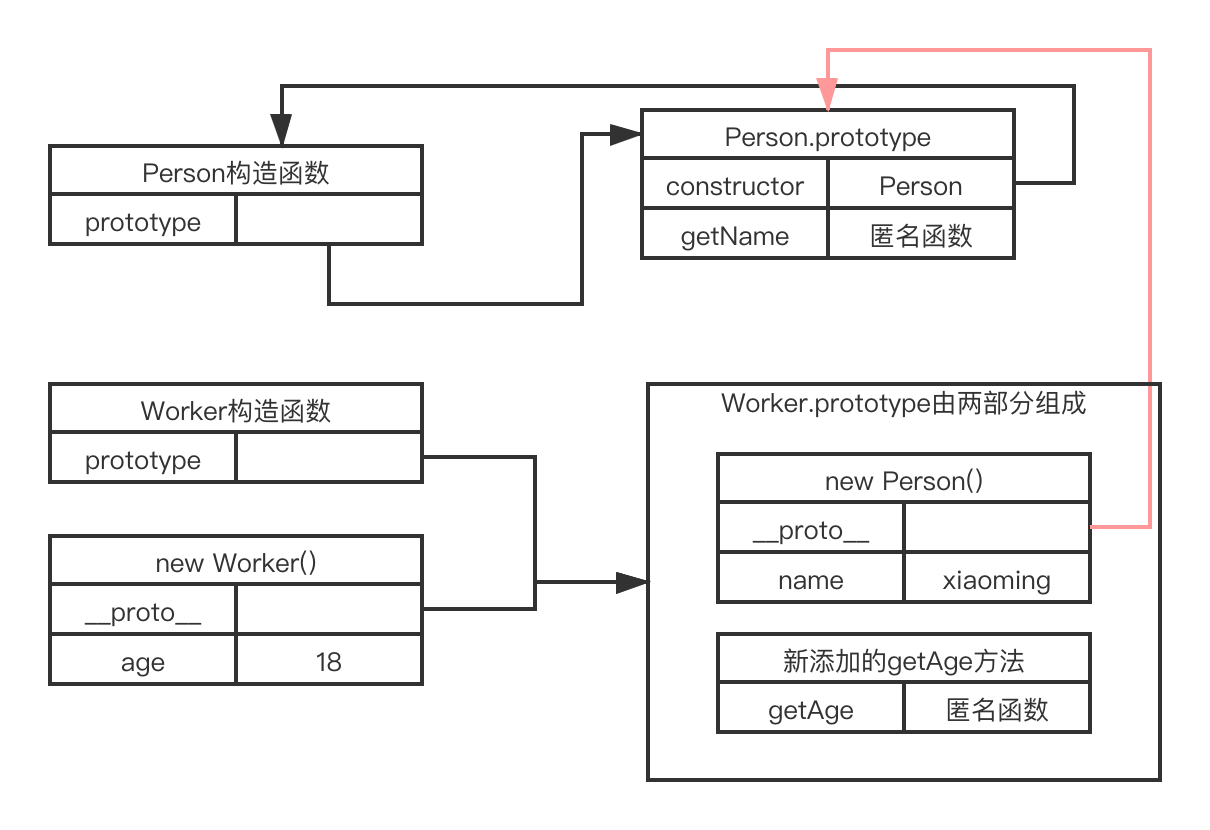 Person构造函数
prototype
Person.prototype
constructor Person
getName 匿名函数
Worker构造函数
prototype
new Worker()
__proto__
age 18
Worker.prototype由两部分组成
new Person()
__proto__
name xiaoming
新添加的getAge方法
getAge 匿名函数